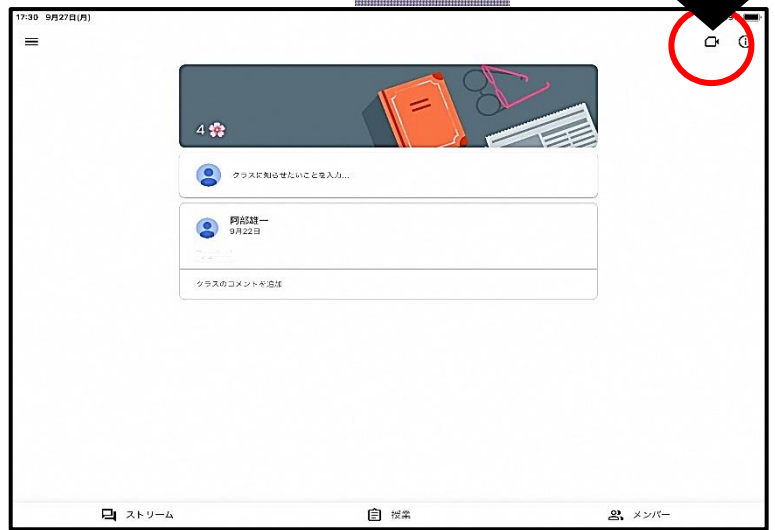 17:30 9月27日(月)
4
クラスに知らせたいことを入力...
阿部雄一
9月22日
クラスのコメントを追加
ストリーム
授業
メンバー